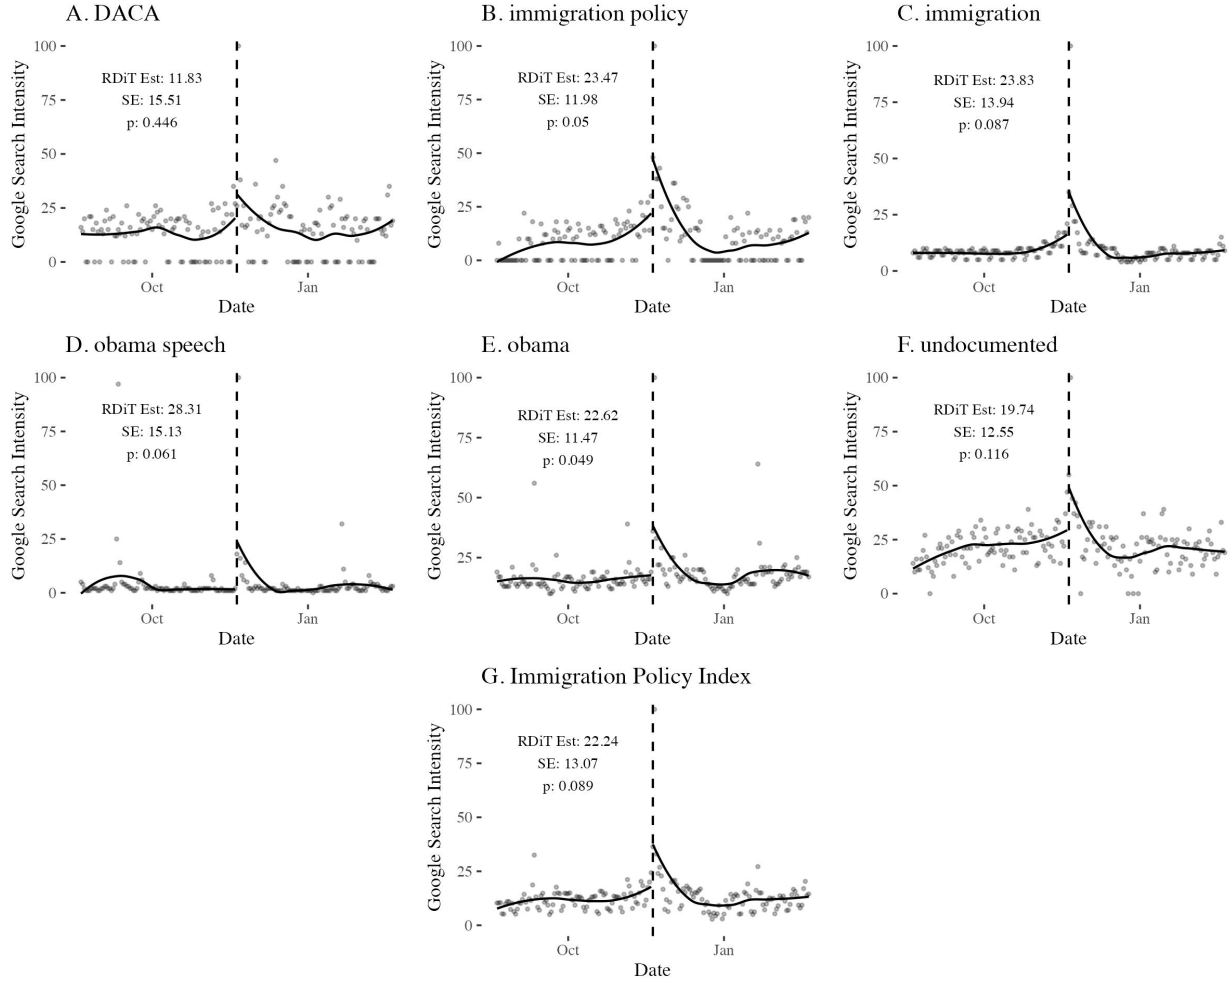 A. DACA
Google Search Intensity
100
75
50
25
0
RDiT Est: 11.83
SE: 15.51
p: 0.446
Oct
Jan
Date
B. immigration policy
Google Search Intensity
100
75
50
25
0
RDiT Est: 23.47
SE: 11.98
p: 0.05
Oct
Jan
Date
C. immigration
Google Search Intensity
100
75
50
25
0
RDiT Est: 23.83
SE: 13.94
p: 0.087
Oct
Jan
Date
D. obama speech
Google Search Intensity
100
75
50
25
0
RDiT Est: 28.31
SE: 15.13
p: 0.061
Oct
Jan
Date
E. obama
Google Search Intensity
100
75
50
25
RDiT Est: 22.62
SE: 11.47
p: 0.049
Oct
Jan
Date
F. undocumented
Google Search Intensity
100
75
50
25
0
RDiT Est: 19.74
SE: 12.55
p: 0.116
Oct
Jan
Date
G. Immigration Policy Index
Google Search Intensity
100
75
50
25
0
RDiT Est: 22.24
SE: 13.07
p: 0.089
Oct
Jan
Date